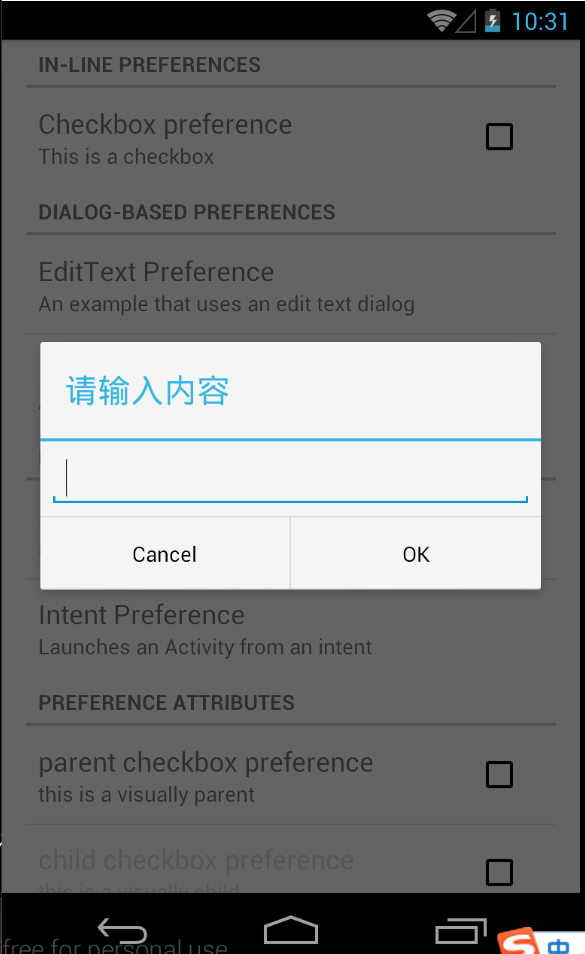 10:31
IN-LINE PREFERENCES
Checkbox preference
This is a checkbox
DIALOG-BASED PREFERENCES
EditText Preference
An example that uses an edit text dialog
请输入内容
Cancel
OK
Intent Preference
Launches an Activity from an intent
PREFERENCE ATTRIBUTES
parent checkbox preference
this is a visually parent
child checkbox preference
this is a visually child
free for personal use
S
中